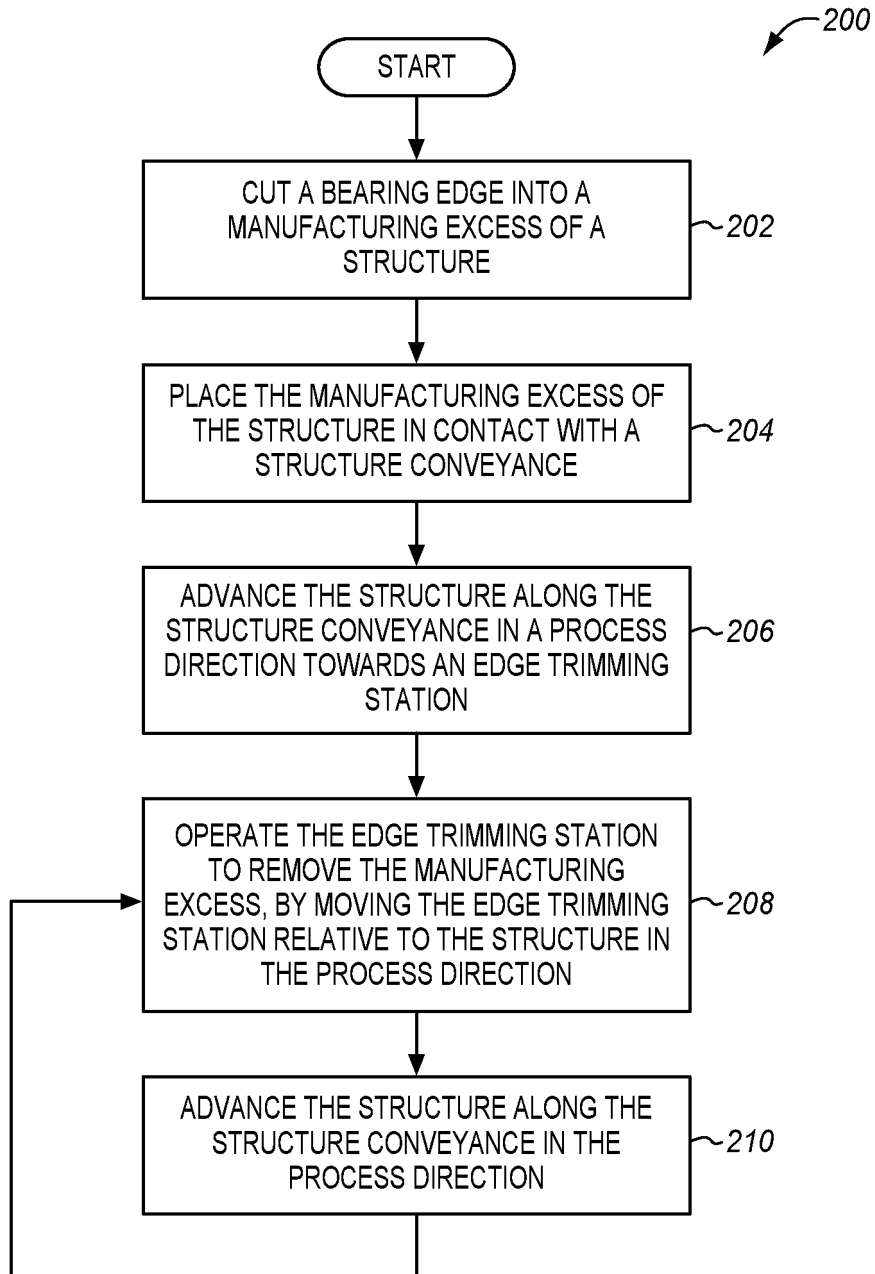 200
START
CUT A BEARING EDGE INTO A
MANUFACTURING EXCESS OF A
STRUCTURE
202
PLACE THE MANUFACTURING EXCESS OF
THE STRUCTURE IN CONTACT WITH A
STRUCTURE CONVEYANCE
204
ADVANCE THE STRUCTURE ALONG THE
STRUCTURE CONVEYANCE IN A PROCESS
DIRECTION TOWARDS AN EDGE TRIMMING
STATION
206
OPERATE THE EDGE TRIMMING STATION
TO REMOVE THE MANUFACTURING
EXCESS, BY MOVING THE EDGE TRIMMING
STATION RELATIVE TO THE STRUCTURE IN
THE PROCESS DIRECTION
208
ADVANCE THE STRUCTURE ALONG THE
STRUCTURE CONVEYANCE IN THE
PROCESS DIRECTION
210